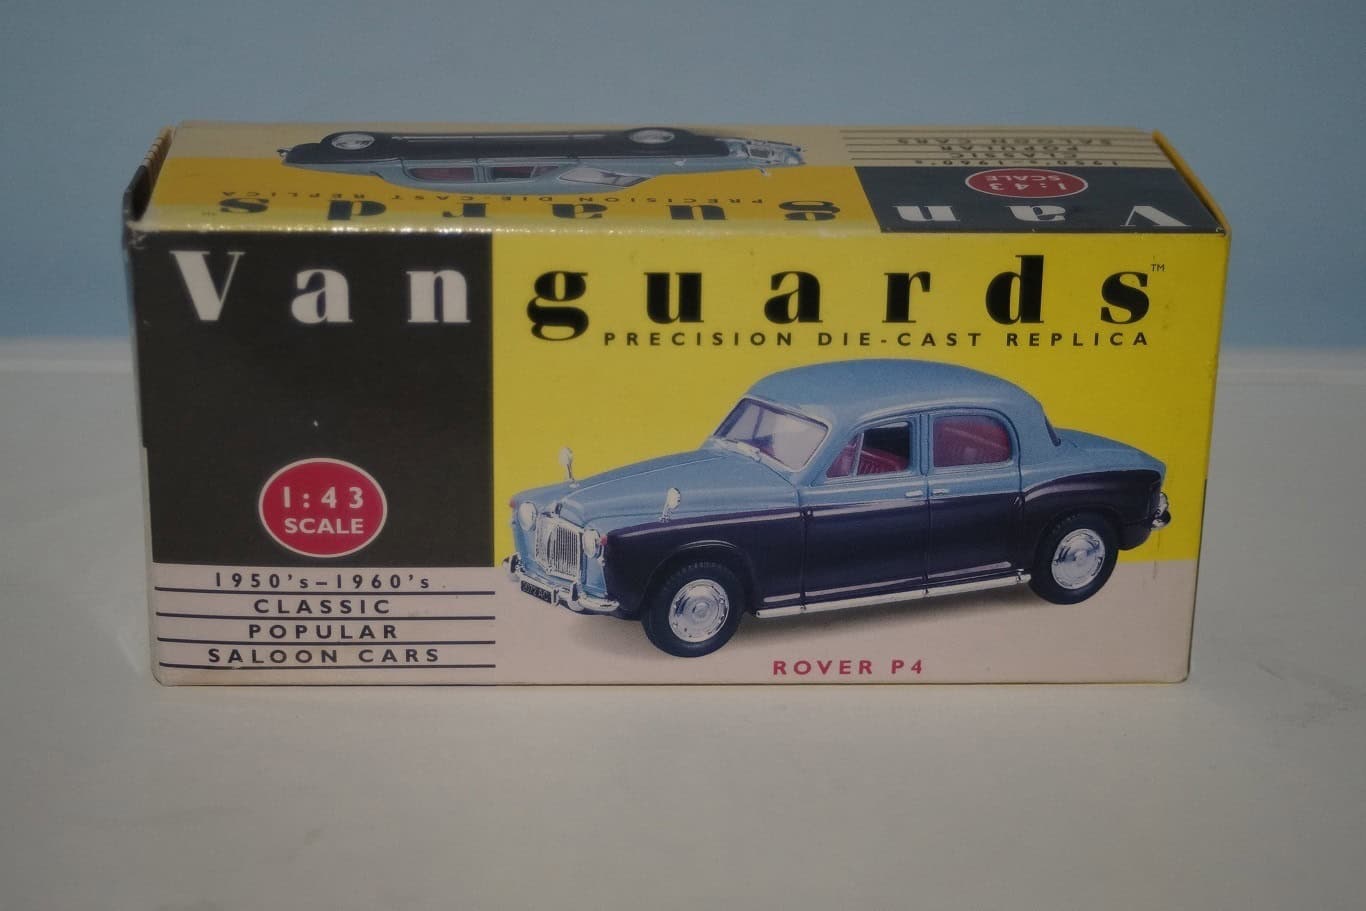 1950's-1960's
CLASSIC
POPULAR
SALOON CARS
1:43
SCALE
Vanguards
PRECISION DIE-CAST REPLICA
Vanguards™
PRECISION DIE-CAST REPLICA
1:43
SCALE
1950's–1960's
CLASSIC
POPULAR
SALOON CARS
ROVER P4